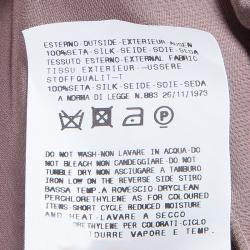 ESTERNO-OUTSIDE-EXTERIEUR AUßEN
100%SETA-SILK-SEIDE-SOIE-SEDA
TESSUTO ESTERNO-EXTERNAL FABRIC
TISSU EXTERIEUR-
STOFFQUALIT-T
100%SETA-SILK-SEIDE-SOIE-SEDA
A NORMA DI LEGGE N.883 26/11/1973
DO NOT WASH-NON LAVARE IN ACQUA-DO
NOT BLEACH NON CANDEGGIARE-DO NOT
TUMBLE DRY NON ASCIUGARE A TAMBURO
IRON LOW ON THE REVERSE SIDE STIRO
BASSA TEMP.A ROVESCIO-DRYCLEAN
PERCHLORETHYLENE AS FOR COLOURED
ITEMS SHORT CYCLE REDUCED MOISTURE
AND HEAT-LAVARE A SECCO
PERCLORETHYLENE PER COLORATI-CICLO
DURRE VAPORE E TEMP.